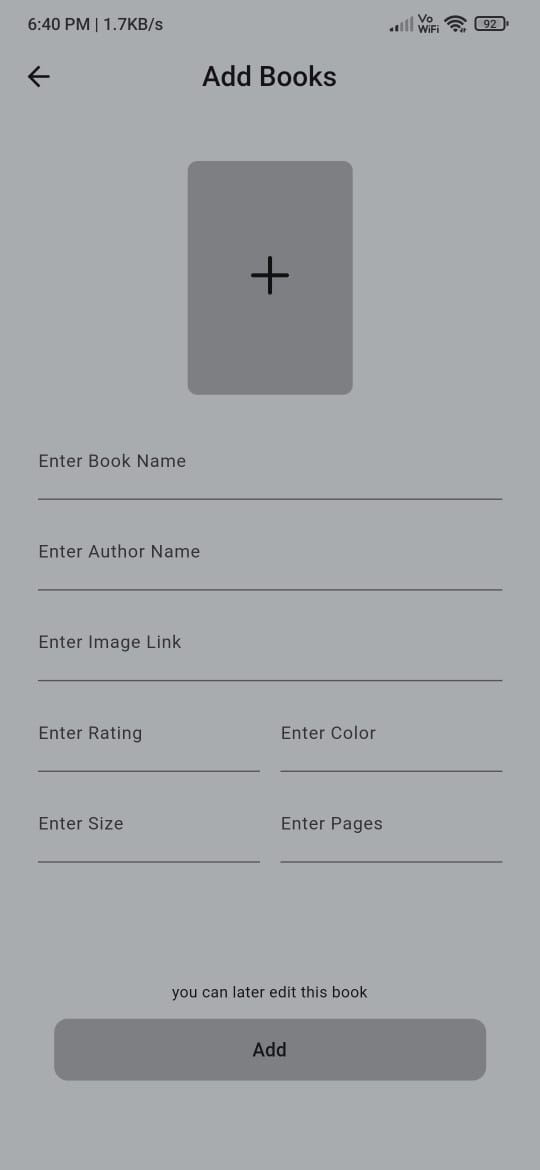 6:40 PM | 1.7KB/s Vo WiFi 92
Add Books
Enter Book Name
Enter Author Name
Enter Image Link
Enter Rating Enter Color
Enter Size Enter Pages
you can later edit this book
Add